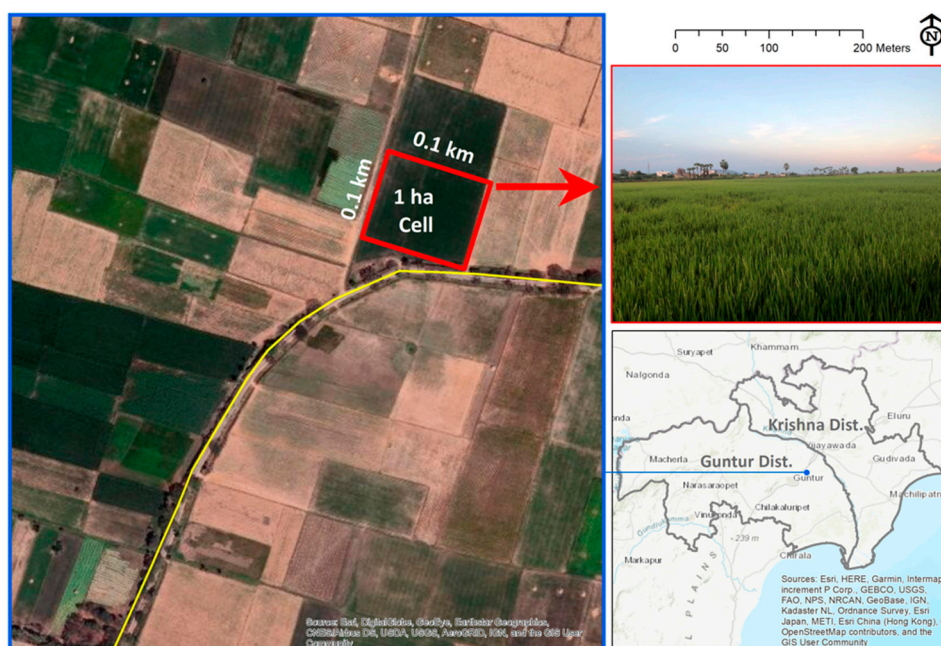 0 50 100 200 Meters
N
0.1 km
0.1 km
1 ha
Cell
Source: Esri, DigitalGlobe, GeoEye, Earthstar Geographics,
CNES/Airbus DS, USDA, USGS, AeroGRID, IGN, and the GIS User
Community
Khammam
Suryapet
Nalgonda
Eluru
Krishna Dist.
Vijayawada
Macherla
Guntur Dist.
Gudivada
Narasaraopet
Guntur
Machilipatn
Vinukonda
Chilakaluripet
- 239 m
Chirala
Markapur
L PLAINS
Sources: Esri, HERE, Garmin, Intermap,
increment P Corp., GEBCO, USGS,
FAO, NPS, NRCAN, GeoBase, IGN,
Kadaster NL, Ordnance Survey, Esri
Japan, METI, Esri China (Hong Kong),
OpenStreetMap contributors, and the
GIS User Community